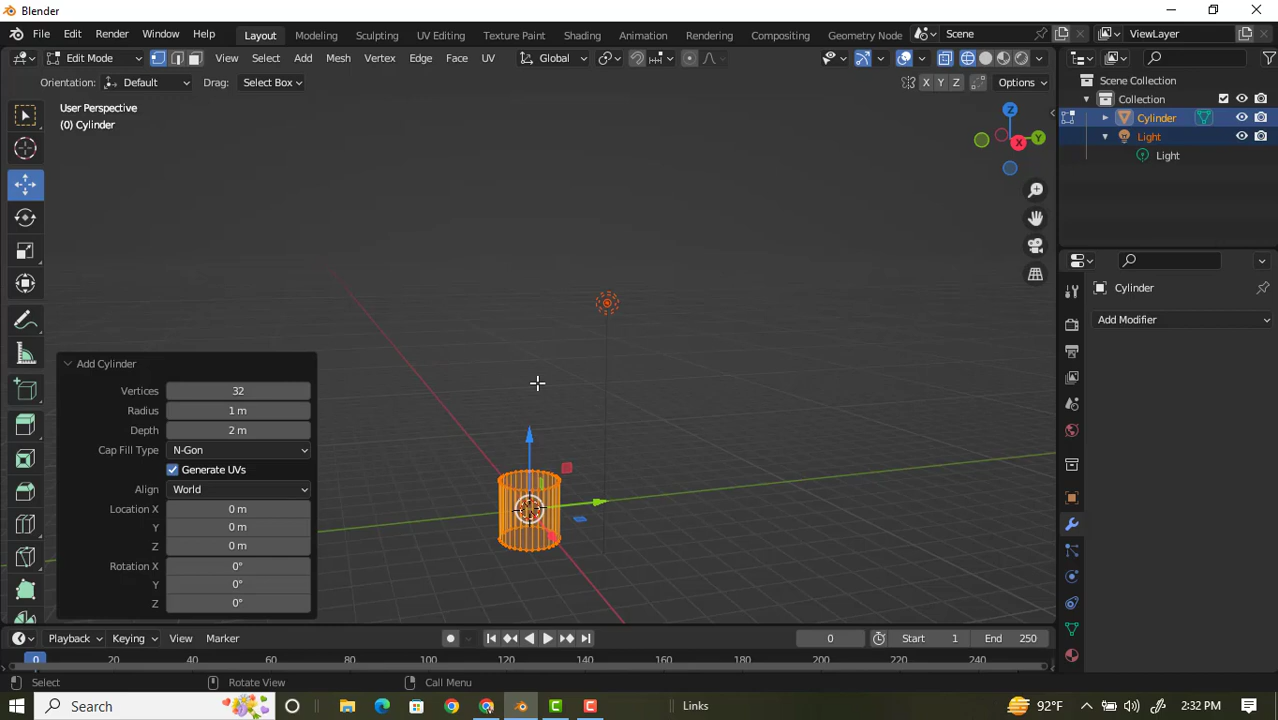 Blender
File Edit Render Window Help Layout Modeling Sculpting UV Editing Texture Paint Shading Animation Rendering Compositing Geometry Node Scene ViewLayer
Edit Mode View Select Add Mesh Vertex Edge Face UV Global
Orientation: Default Drag: Select Box X Y Z Options
User Perspective
(0) Cylinder
Z
X Y
Scene Collection
Collection
Cylinder
Light
Light
Cylinder
Add Modifier
Add Cylinder
Vertices 32
Radius 1 m
Depth 2 m
Cap Fill Type N-Gon
Generate UVs
Align World
Location X 0 m
Y 0 m
Z 0 m
Rotation X 0°
Y 0°
Z 0°
Playback Keying View Marker 0 Start 1 End 250
0 20 40 60 80 100 120 140 160 180 200 220 240
Select Rotate View Call Menu
Search Links 92°F 2:32 PM